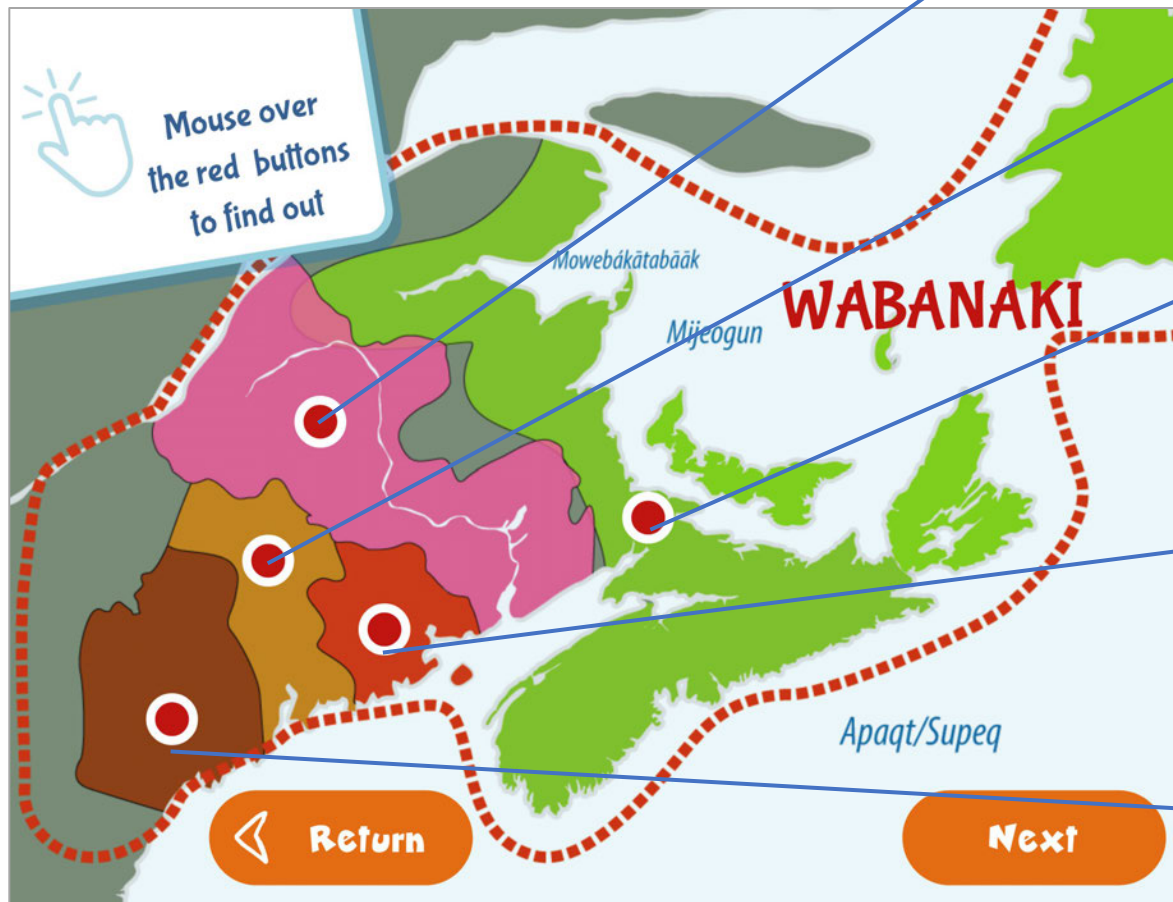 Mouse over
the red buttons
to find out
Mowebákātabāāk
WABANAKI
Mijeogun
Apaqt/Supeq
Return
Next